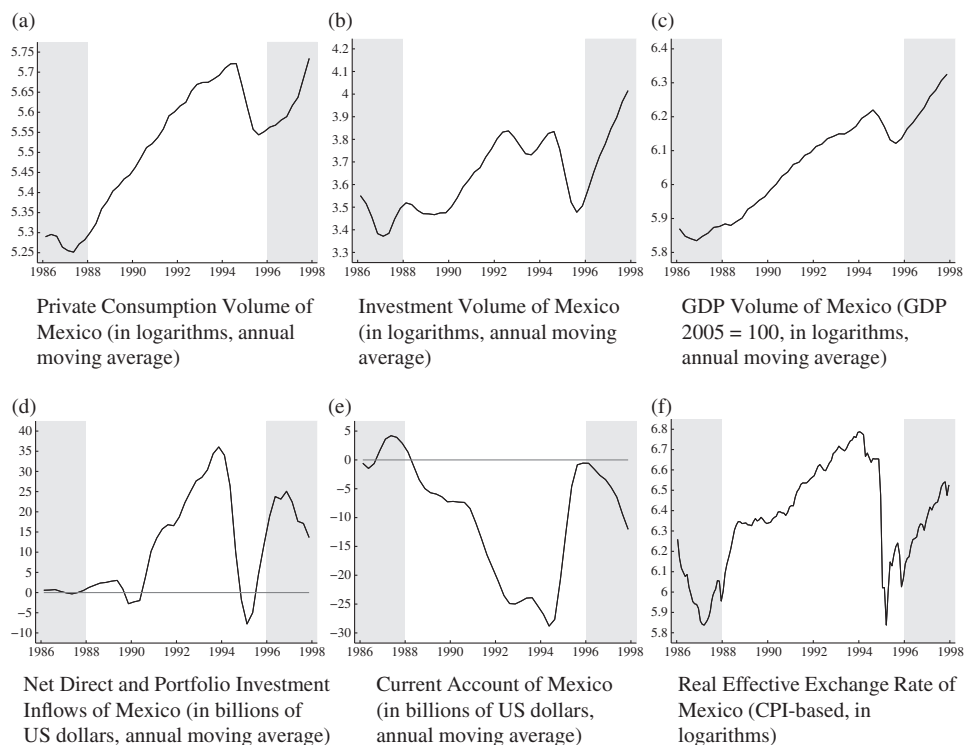 (a)
5.75
5.7
5.65
5.6
5.55
5.5
5.45
5.4
5.35
5.3
5.25
1986 1988 1990 1992 1994 1996 1998
Private Consumption Volume of
Mexico (in logarithms, annual
moving average)
(b)
4.2
4.1
4
3.9
3.8
3.7
3.6
3.5
3.4
3.3
1986 1988 1990 1992 1994 1996 1998
Investment Volume of Mexico
(in logarithms, annual moving
average)
(c)
6.4
6.3
6.2
6.1
6
5.9
5.8
1986 1988 1990 1992 1994 1996 1998
GDP Volume of Mexico (GDP
2005 = 100, in logarithms,
annual moving average)
(d)
40
35
30
25
20
15
10
5
0
−5
−10
1986 1988 1990 1992 1994 1996 1998
Net Direct and Portfolio Investment
Inflows of Mexico (in billions of
US dollars, annual moving average)
(e)
5
0
−5
−10
−15
−20
−25
−30
1986 1988 1990 1992 1994 1996 1998
Current Account of Mexico
(in billions of US dollars,
annual moving average)
(f)
6.8
6.7
6.6
6.5
6.4
6.3
6.2
6.1
6
5.9
5.8
1986 1988 1990 1992 1994 1996 1998
Real Effective Exchange Rate of
Mexico (CPI-based, in
logarithms)